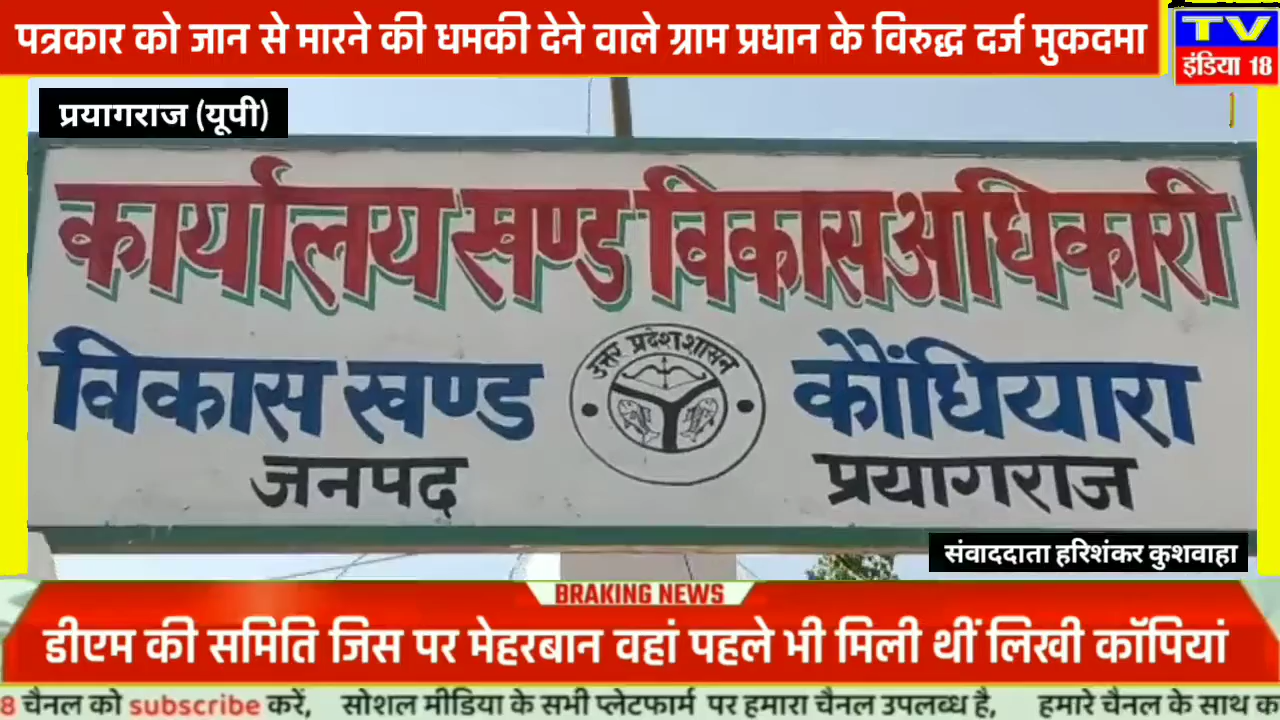 पत्रकार को जान से मारने की धमकी देने वाले ग्राम प्रधान के विरुद्ध दर्ज मुकदमा
TV
इंडिया 18
प्रयागराज (यूपी)
कार्यालय खण्ड विकास अधिकारी
विकास खण्ड
उत्तर प्रदेश शासन
कौंधियारा
जनपद
प्रयागराज
संवाददाता हरिशंकर कुशवाहा
BRAKING NEWS
डीएम की समिति जिस पर मेहरबान वहां पहले भी मिली थीं लिखी कॉपियां
8 चैनल को subscribe करें, सोशल मीडिया के सभी प्लेटफार्म पर हमारा चैनल उपलब्ध है, हमारे चैनल के साथ क